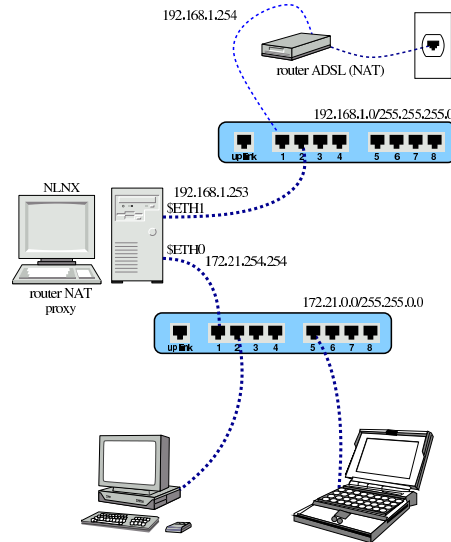 192.168.1.254
router ADSL (NAT)
192.168.1.0/255.255.255.0
uplink 1 2 3 4 5 6 7 8
NLNX
192.168.1.253
$ETH1
$ETH0
172.21.254.254
router NAT
proxy
172.21.0.0/255.255.0.0
uplink 1 2 3 4 5 6 7 8